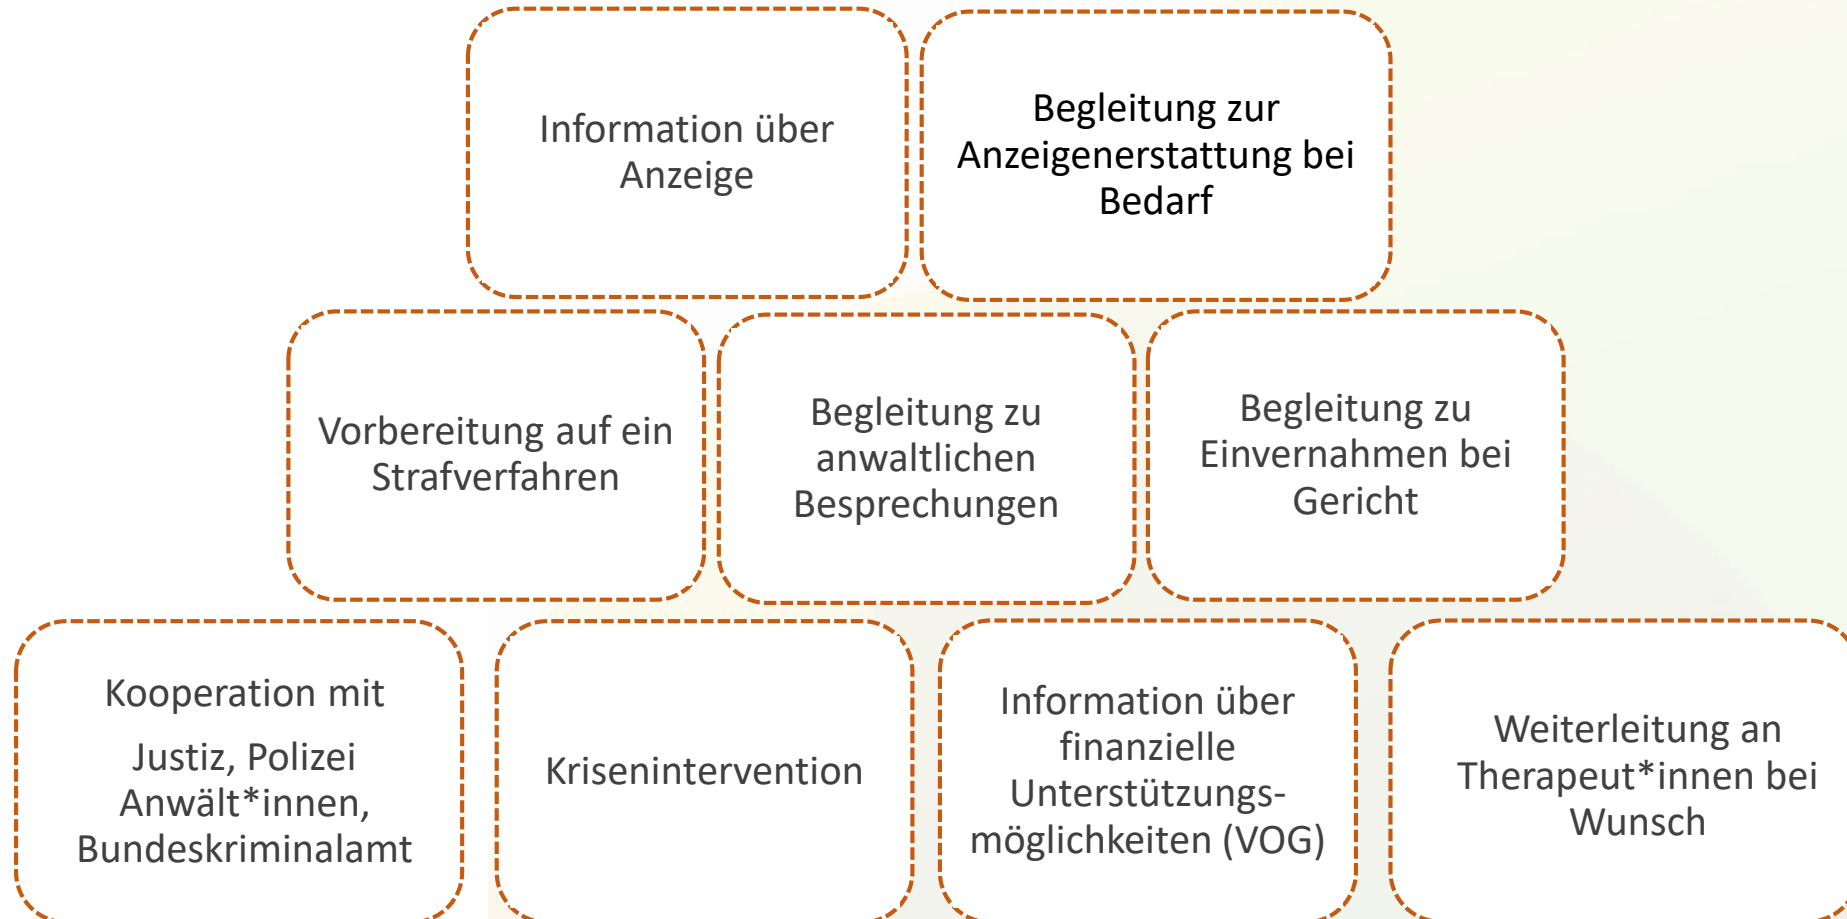 Information über
Anzeige
Begleitung zur
Anzeigenerstattung bei
Bedarf
Vorbereitung auf ein
Strafverfahren
Begleitung zu
anwaltlichen
Besprechungen
Begleitung zu
Einvernahmen bei
Gericht
Kooperation mit
Justiz, Polizei
Anwält*innen,
Bundeskriminalamt
Krisenintervention
Information über
finanzielle
Unterstützungs-
möglichkeiten (VOG)
Weiterleitung an
Therapeut*innen bei
Wunsch